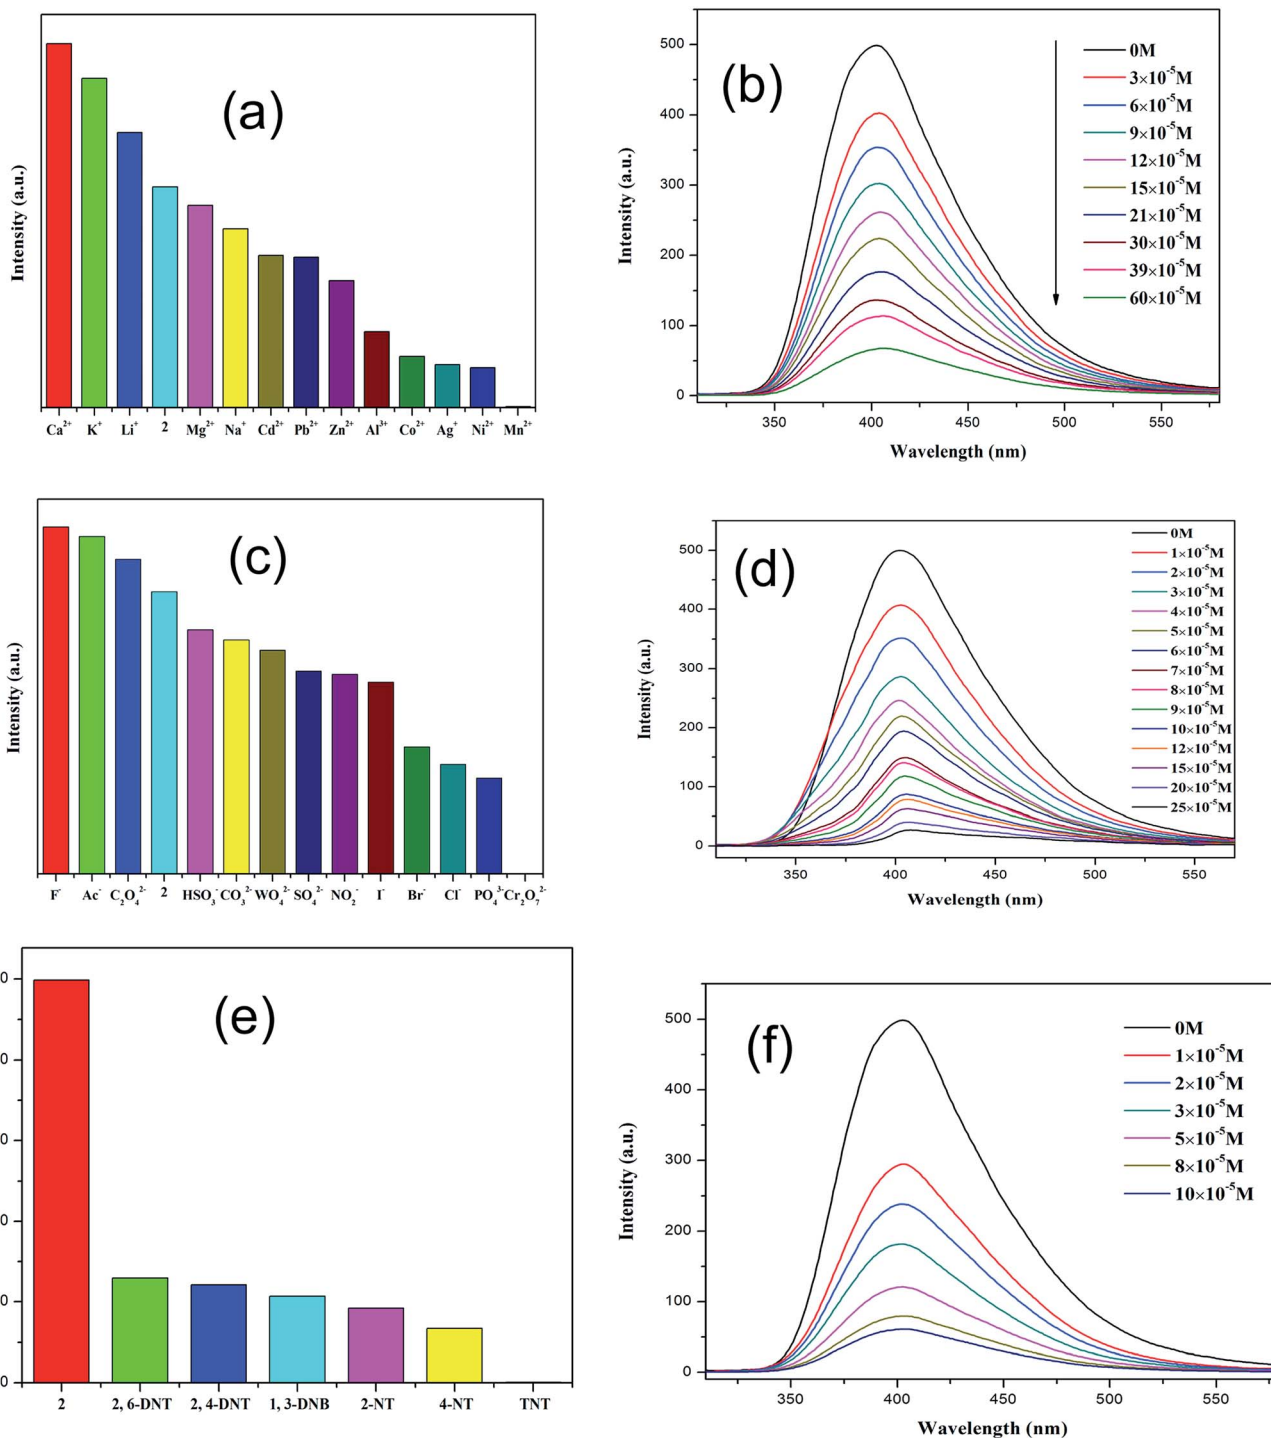 (a)
Intensity (a.u.)
Ca²⁺ K⁺ Li⁺ 2 Mg²⁺ Na⁺ Cd²⁺ Pb²⁺ Zn²⁺ Al³⁺ Co²⁺ Ag⁺ Ni²⁺ Mn²⁺
(b)
Intensity (a.u.)
500
400
300
200
100
0
350 400 450 500 550
Wavelength (nm)
0M
3×10⁻⁵M
6×10⁻⁵M
9×10⁻⁵M
12×10⁻⁵M
15×10⁻⁵M
21×10⁻⁵M
30×10⁻⁵M
39×10⁻⁵M
60×10⁻⁵M
(c)
Intensity (a.u.)
F⁻ Ac⁻ C₂O₄²⁻ 2 HSO₃⁻ CO₃²⁻ WO₄²⁻ SO₄²⁻ NO₂⁻ I⁻ Br⁻ Cl⁻ PO₄³⁻ Cr₂O₇²⁻
(d)
Intensity (a.u.)
500
400
300
200
100
0
350 400 450 500 550
Wavelength (nm)
0M
1×10⁻⁵M
2×10⁻⁵M
3×10⁻⁵M
4×10⁻⁵M
5×10⁻⁵M
6×10⁻⁵M
7×10⁻⁵M
8×10⁻⁵M
9×10⁻⁵M
10×10⁻⁵M
12×10⁻⁵M
15×10⁻⁵M
20×10⁻⁵M
25×10⁻⁵M
(e)
0
0
0
0
0
0
2 2, 6-DNT 2, 4-DNT 1, 3-DNB 2-NT 4-NT TNT
(f)
Intensity (a.u.)
500
400
300
200
100
0
350 400 450 500 550
Wavelength (nm)
0M
1×10⁻⁵M
2×10⁻⁵M
3×10⁻⁵M
5×10⁻⁵M
8×10⁻⁵M
10×10⁻⁵M